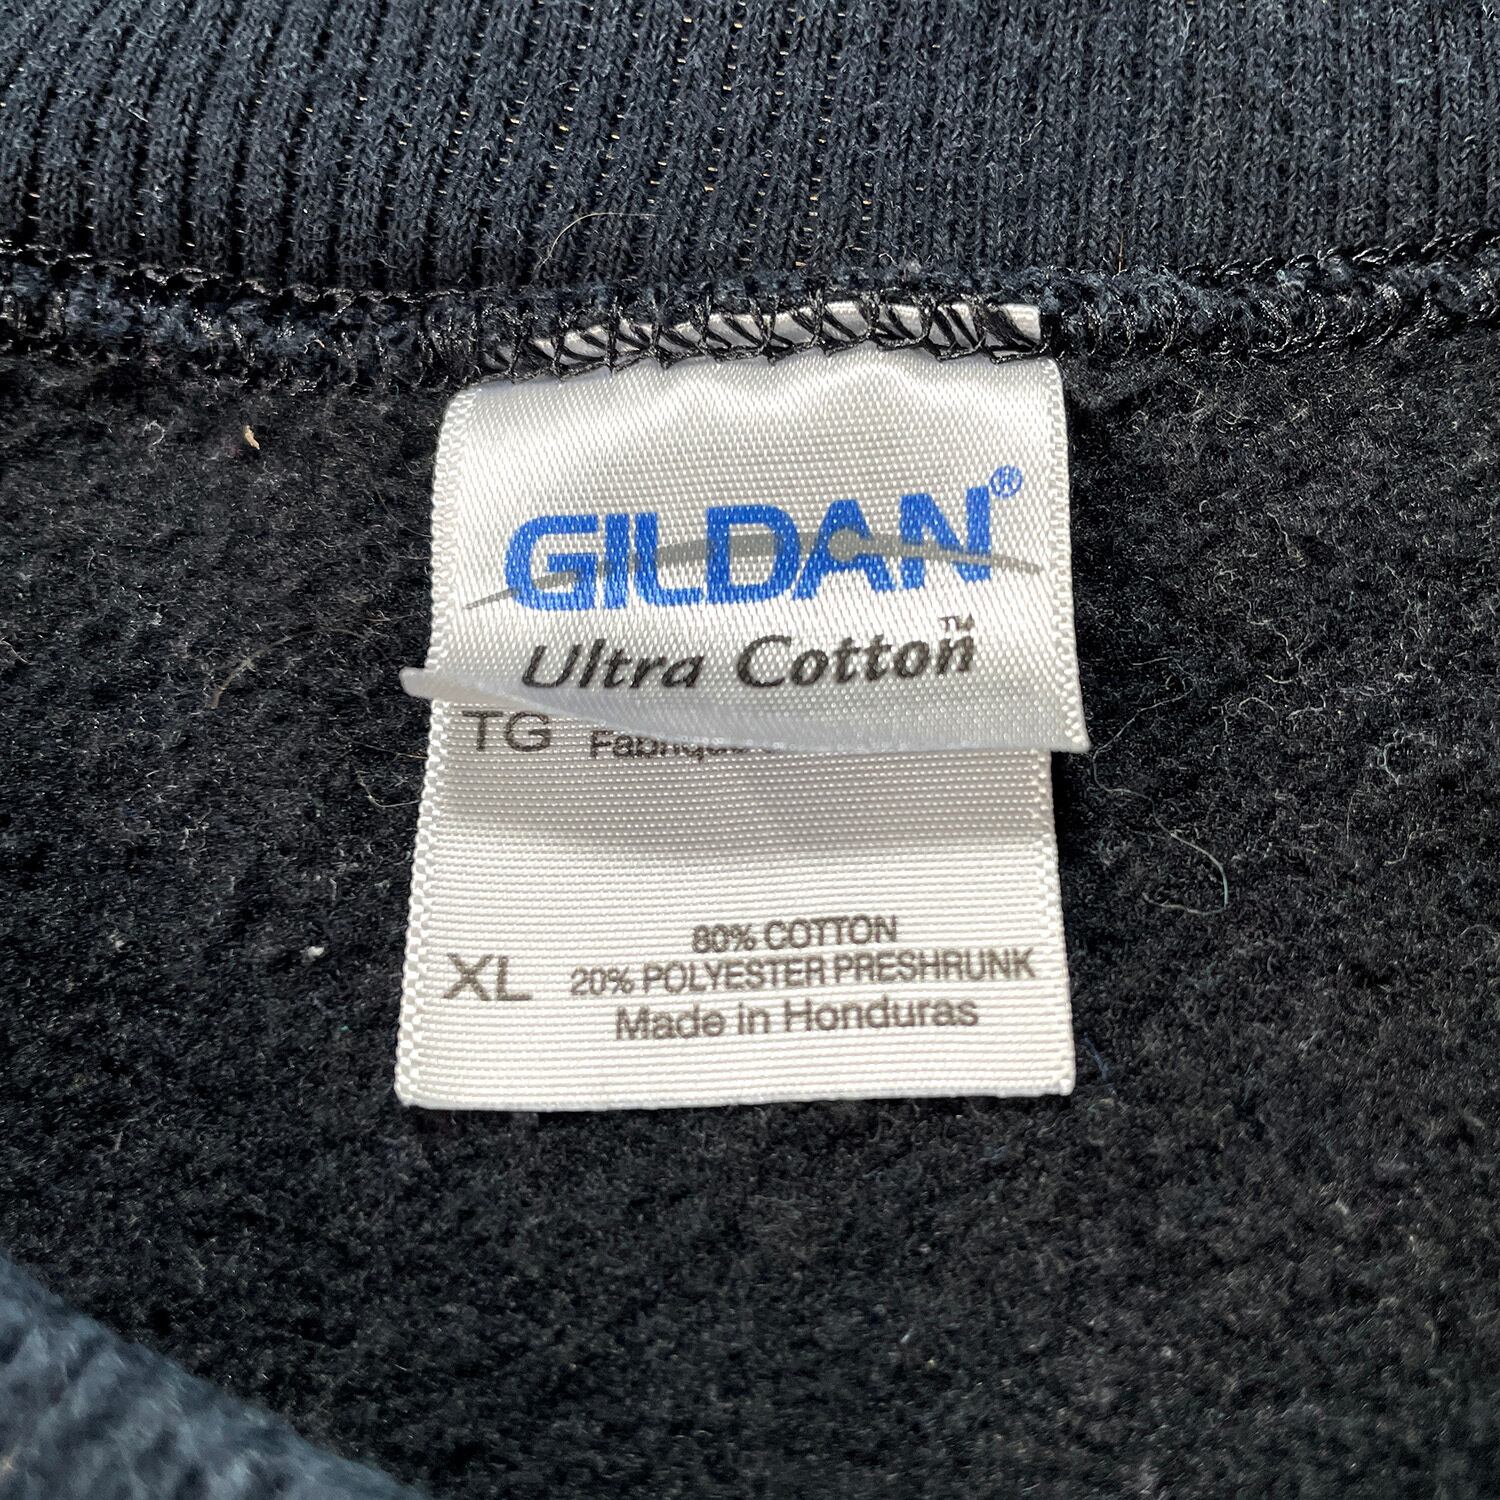 GILDAN®
Ultra Cotton™
TG
XL
80% COTTON
20% POLYESTER PRESHRUNK
Made in Honduras